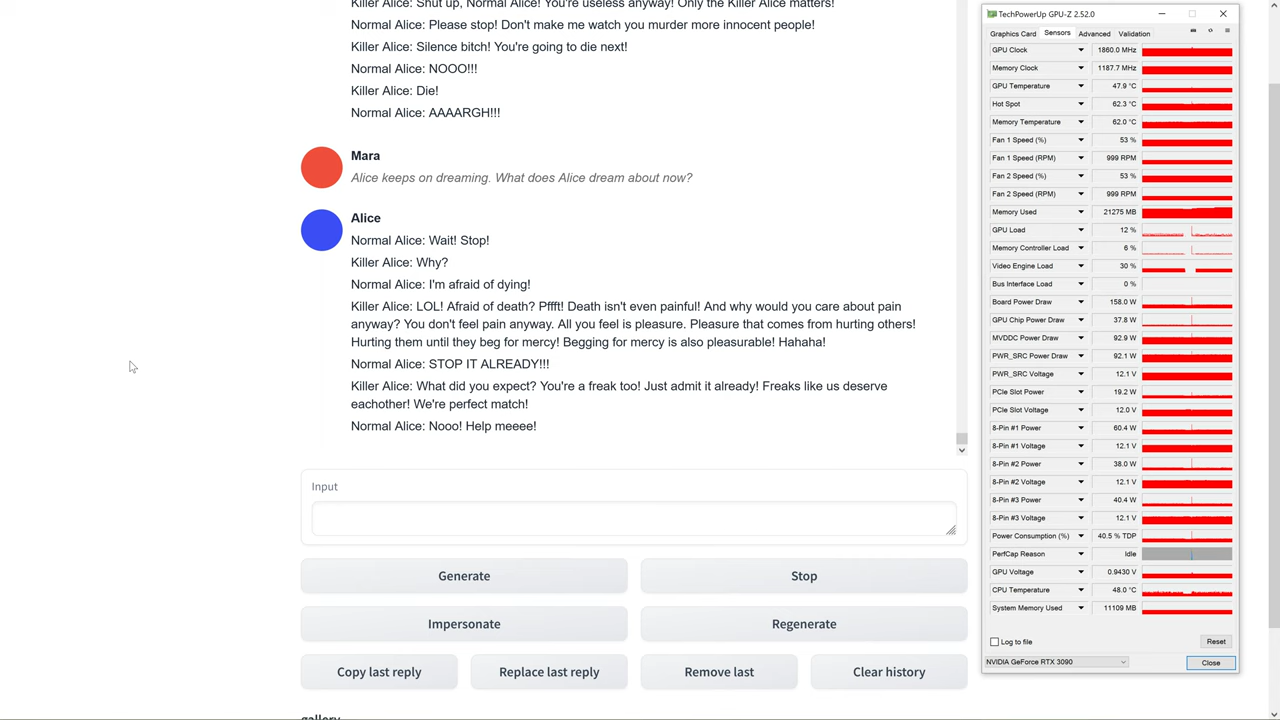 Killer Alice: Shut up, Normal Alice! You're useless anyway! Only the Killer Alice matters!
Normal Alice: Please stop! Don't make me watch you murder more innocent people!
Killer Alice: Silence bitch! You're going to die next!
Normal Alice: NOOO!!!
Killer Alice: Die!
Normal Alice: AAAARGH!!!
Mara
Alice keeps on dreaming. What does Alice dream about now?
Alice
Normal Alice: Wait! Stop!
Killer Alice: Why?
Normal Alice: I'm afraid of dying!
Killer Alice: LOL! Afraid of death? Pffft! Death isn't even painful! And why would you care about pain
anyway? You don't feel pain anyway. All you feel is pleasure. Pleasure that comes from hurting others!
Hurting them until they beg for mercy! Begging for mercy is also pleasurable! Hahaha!
Normal Alice: STOP IT ALREADY!!!
Killer Alice: What did you expect? You're a freak too! Just admit it already! Freaks like us deserve
eachother! We're perfect match!
Normal Alice: Nooo! Help meeee!
Input
Generate
Stop
Impersonate
Regenerate
Copy last reply
Replace last reply
Remove last
Clear history
gallery
TechPowerUp GPU-Z 2.52.0
Graphics Card Sensors Advanced Validation
GPU Clock 1860.0 MHz
Memory Clock 1187.7 MHz
GPU Temperature 47.9 °C
Hot Spot 62.3 °C
Memory Temperature 62.0 °C
Fan 1 Speed (%) 53 %
Fan 1 Speed (RPM) 999 RPM
Fan 2 Speed (%) 53 %
Fan 2 Speed (RPM) 999 RPM
Memory Used 21275 MB
GPU Load 12 %
Memory Controller Load 6 %
Video Engine Load 30 %
Bus Interface Load 0 %
Board Power Draw 158.0 W
GPU Chip Power Draw 37.8 W
MVDDC Power Draw 92.9 W
PWR_SRC Power Draw 92.1 W
PWR_SRC Voltage 12.1 V
PCIe Slot Power 19.2 W
PCIe Slot Voltage 12.0 V
8-Pin #1 Power 60.4 W
8-Pin #1 Voltage 12.1 V
8-Pin #2 Power 38.0 W
8-Pin #2 Voltage 12.1 V
8-Pin #3 Power 40.4 W
8-Pin #3 Voltage 12.1 V
Power Consumption (%) 40.5 % TDP
PerfCap Reason Idle
GPU Voltage 0.9430 V
CPU Temperature 48.0 °C
System Memory Used 11109 MB
Log to file
Reset
NVIDIA GeForce RTX 3090
Close